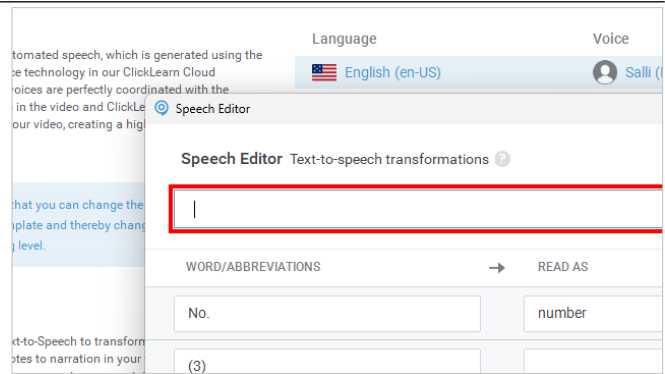 Language Voice
tomated speech, which is generated using the
ce technology in our ClickLearn Cloud
English (en-US) Salli (
voices are perfectly coordinated with the
in the video and ClickLe
Speech Editor
our video, creating a hig
Speech Editor Text-to-speech transformations ?
that you can change the
nplate and thereby chang
level.
WORD/ABBREVIATIONS → READ AS
No. number
xt-to-Speech to transform
otes to narration in your
(3)